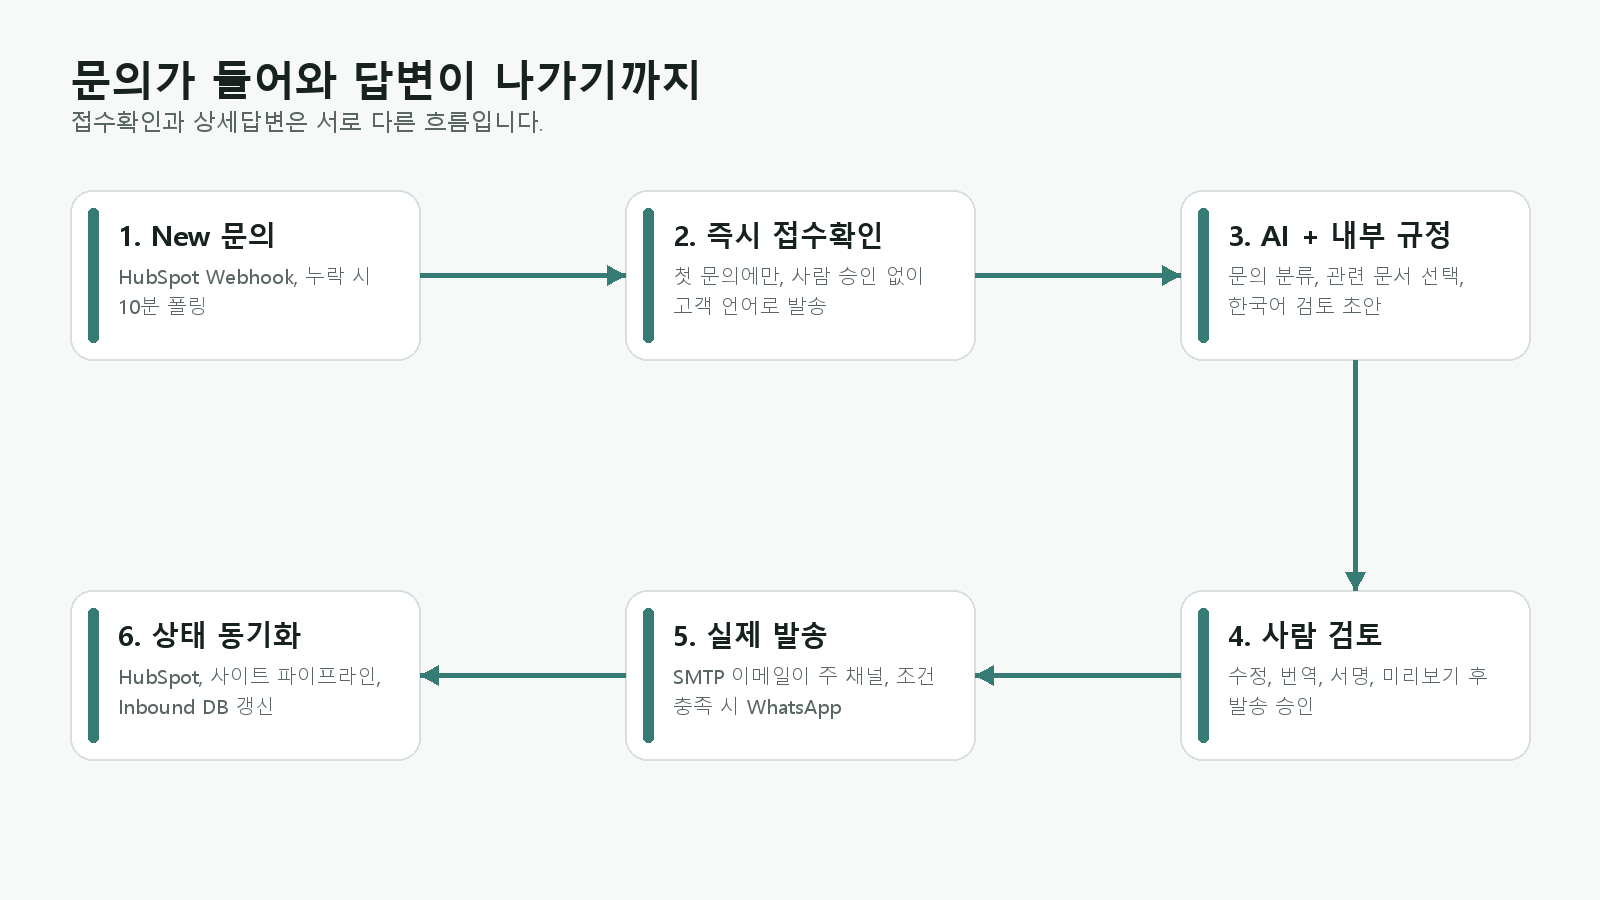 문의가 들어와 답변이 나가기까지
접수확인과 상세답변은 서로 다른 흐름입니다.
1. New 문의
HubSpot Webhook, 누락 시
10분 폴링
2. 즉시 접수확인
첫 문의에만, 사람 승인 없이
고객 언어로 발송
3. AI + 내부 규정
문의 분류, 관련 문서 선택,
한국어 검토 초안
4. 사람 검토
수정, 번역, 서명, 미리보기 후
발송 승인
5. 실제 발송
SMTP 이메일이 주 채널, 조건
충족 시 WhatsApp
6. 상태 동기화
HubSpot, 사이트 파이프라인,
Inbound DB 갱신